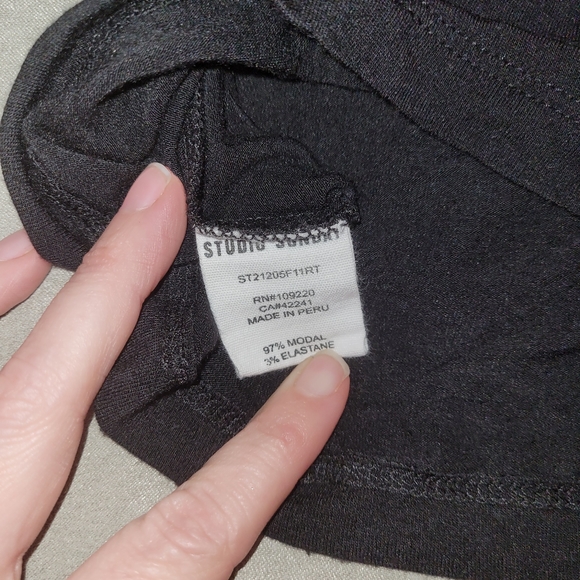 STUDIO SUNDAY
ST21205F11RT
RN#109220
CA#42241
MADE IN PERU
97% MODAL
3% ELASTANE